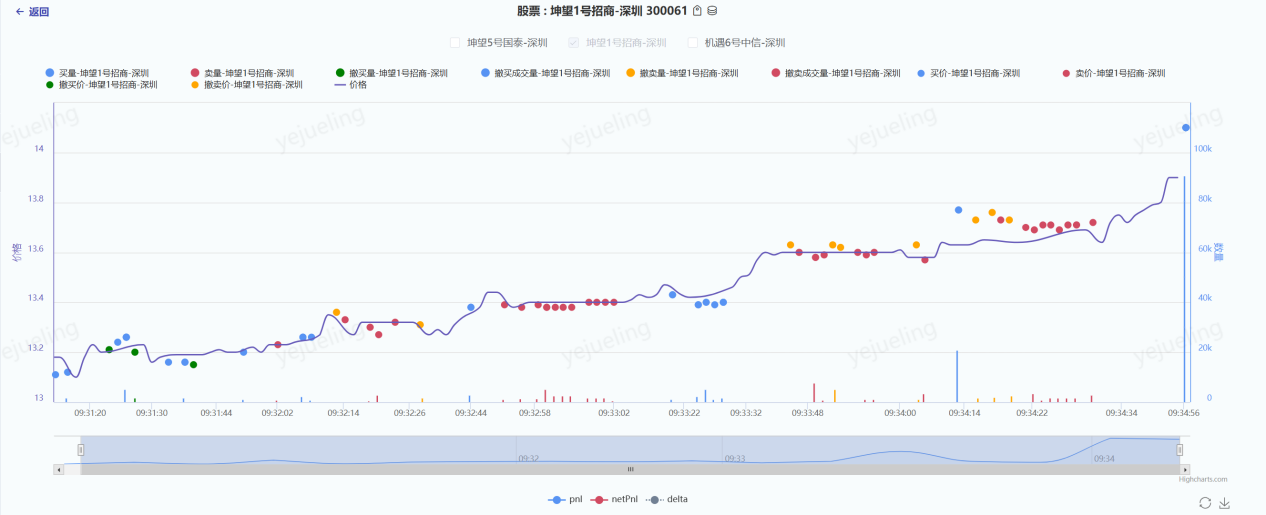 返回
股票 : 坤望1号招商-深圳 300061
坤望5号国泰-深圳 坤望1号招商-深圳 机遇6号中信-深圳
买量-坤望1号招商-深圳 卖量-坤望1号招商-深圳 撤买量-坤望1号招商-深圳 撤买成交量-坤望1号招商-深圳 撤卖量-坤望1号招商-深圳 撤卖成交量-坤望1号招商-深圳 买价-坤望1号招商-深圳 卖价-坤望1号招商-深圳
撤买价-坤望1号招商-深圳 撤卖价-坤望1号招商-深圳 价格
yejueling yejueling yejueling yejueling yejueling
14 100k
13.8 80k
价格 13.6 60k 数量
13.4 40k
yejueling yejueling yejueling yejueling yejueling
13.2 20k
13 0
09:31:20 09:31:30 09:31:44 09:32:02 09:32:14 09:32:26 09:32:44 09:32:58 09:33:02 09:33:22 09:33:32 09:33:48 09:34:00 09:34:14 09:34:22 09:34:34 09:34:56
09:32 09:33 09:34
Highcharts.com
pnl netPnl delta